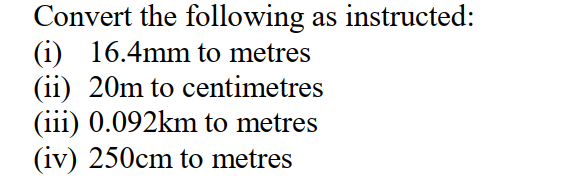 Convert the following as instructed:
(i) 16.4mm to metres
(ii) 20m to centimetres
(iii) 0.092km to metres
(iv) 250cm to metres